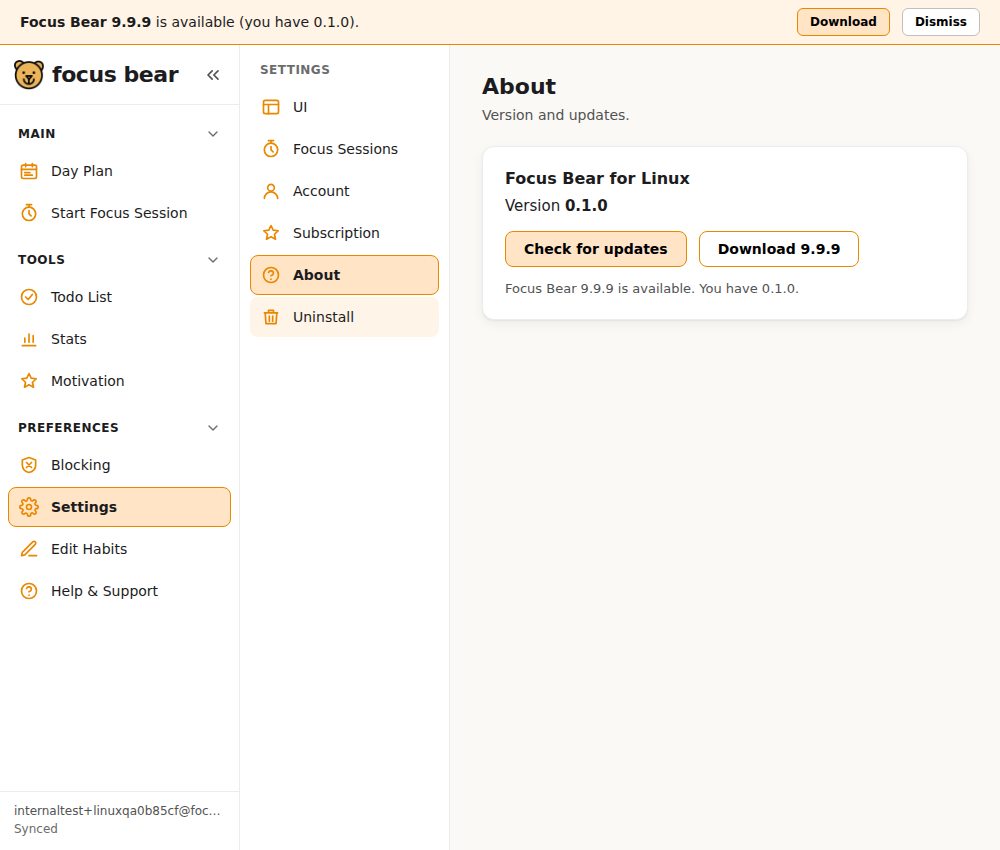 Focus Bear 9.9.9 is available (you have 0.1.0).
Download
Dismiss
focus bear
MAIN
Day Plan
Start Focus Session
TOOLS
Todo List
Stats
Motivation
PREFERENCES
Blocking
Settings
Edit Habits
Help & Support
internaltest+linuxqa0b85cf@foc...
Synced
SETTINGS
UI
Focus Sessions
Account
Subscription
About
Uninstall
About
Version and updates.
Focus Bear for Linux
Version 0.1.0
Check for updates
Download 9.9.9
Focus Bear 9.9.9 is available. You have 0.1.0.